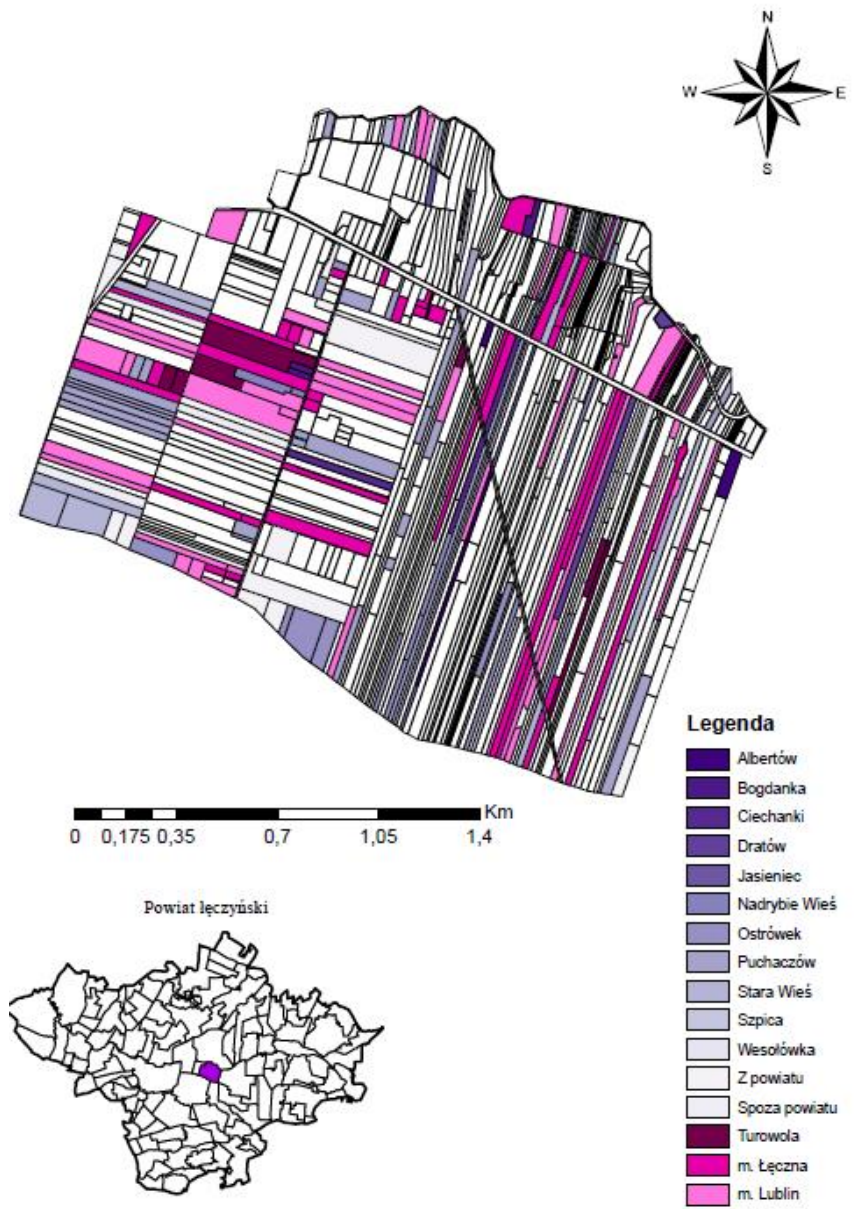 N
W E
S
Legenda
Albertów
Bogdanka
Ciechanki
Dratów
Jasieniec
Nadrybie Wieś
Ostrówek
Puchaczów
Stara Wieś
Szpica
Wesołówka
Z powiatu
Spoza powiatu
Turowola
m. Łęczna
m. Lublin
Km
0 0,175 0,35 0,7 1,05 1,4
Powiat łęczyński